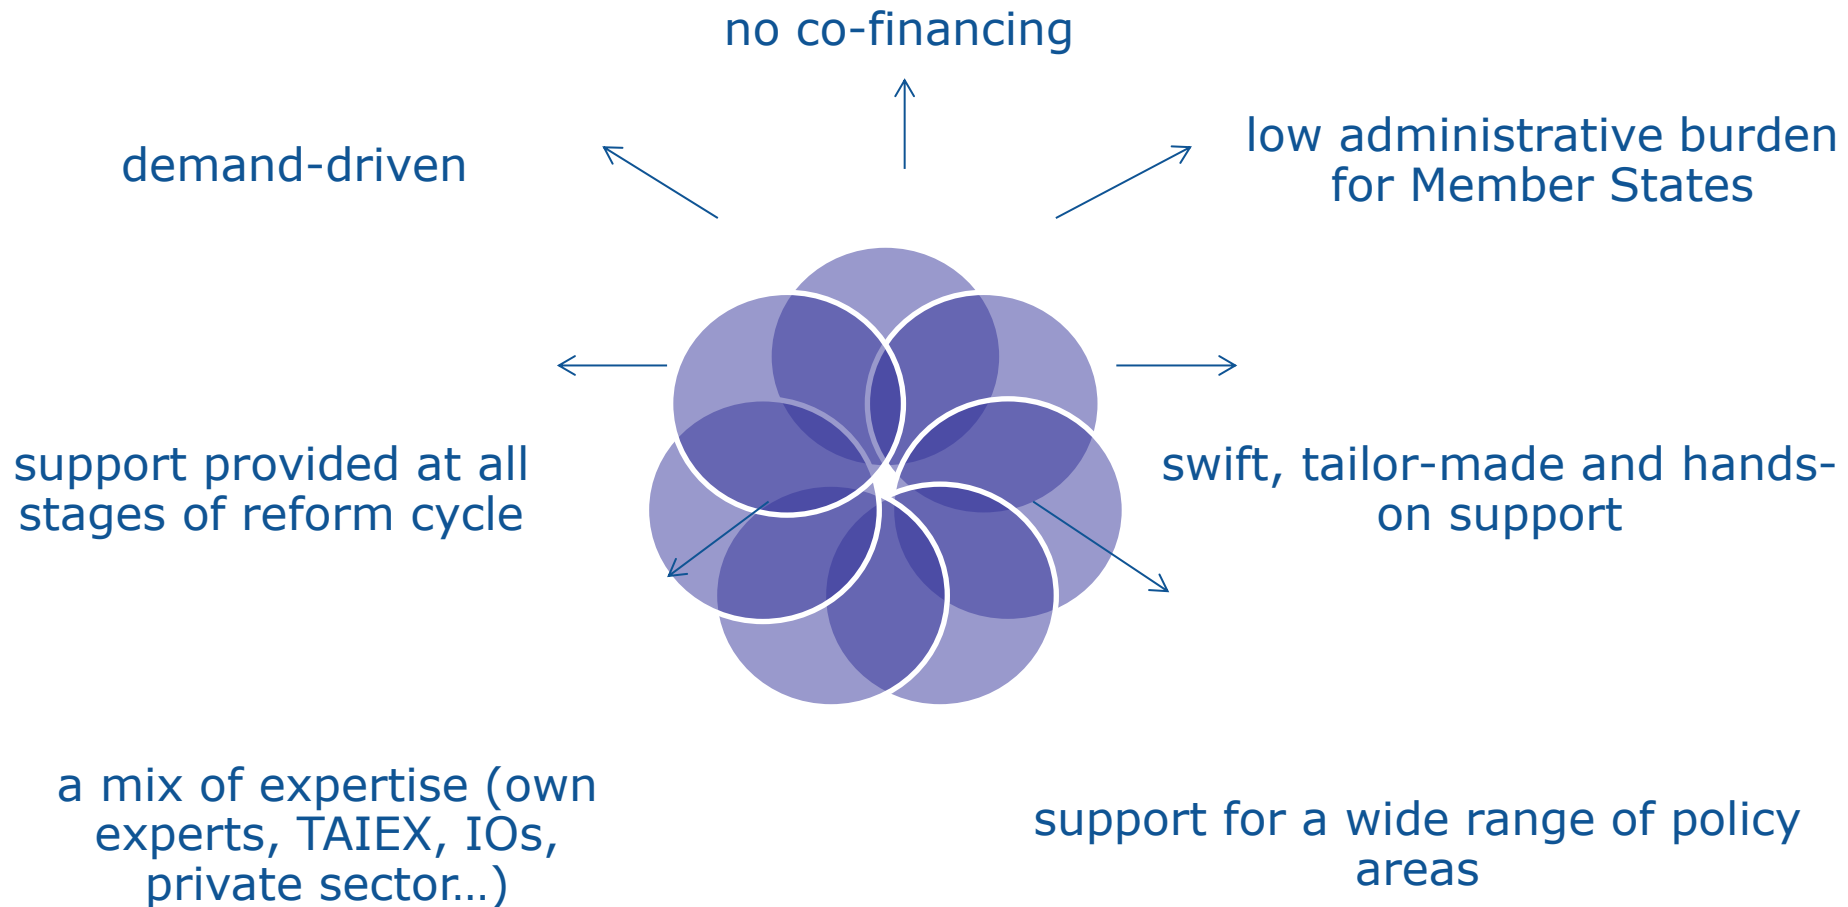 no co-financing
demand-driven
low administrative burden
for Member States
support provided at all
stages of reform cycle
swift, tailor-made and hands-
on support
a mix of expertise (own
experts, TAIEX, IOs,
private sector…)
support for a wide range of policy
areas